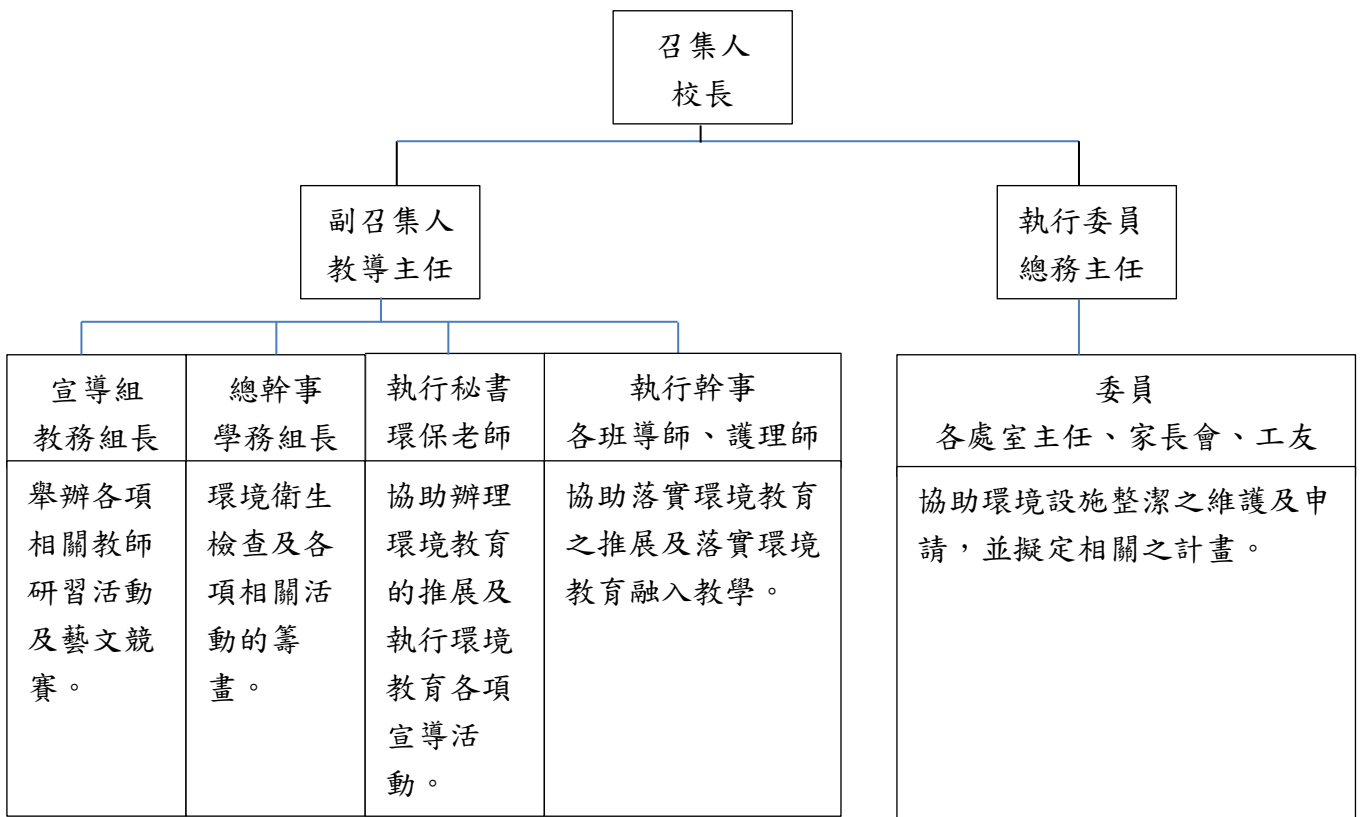 召集人
校長
副召集人
教導主任
執行委員
總務主任
宣導組
教務組長
總幹事
學務組長
執行秘書
環保老師
執行幹事
各班導師、護理師
委員
各處室主任、家長會、工友
舉辦各項
相關教師
研習活動
及藝文競
賽。
環境衛生
檢查及各
項相關活
動的籌
畫。
協助辦理
環境教育
的推展及
執行環境
教育各項
宣導活
動。
協助落實環境教育
之推展及落實環境
教育融入教學。
協助環境設施整潔之維護及申
請，並擬定相關之計畫。